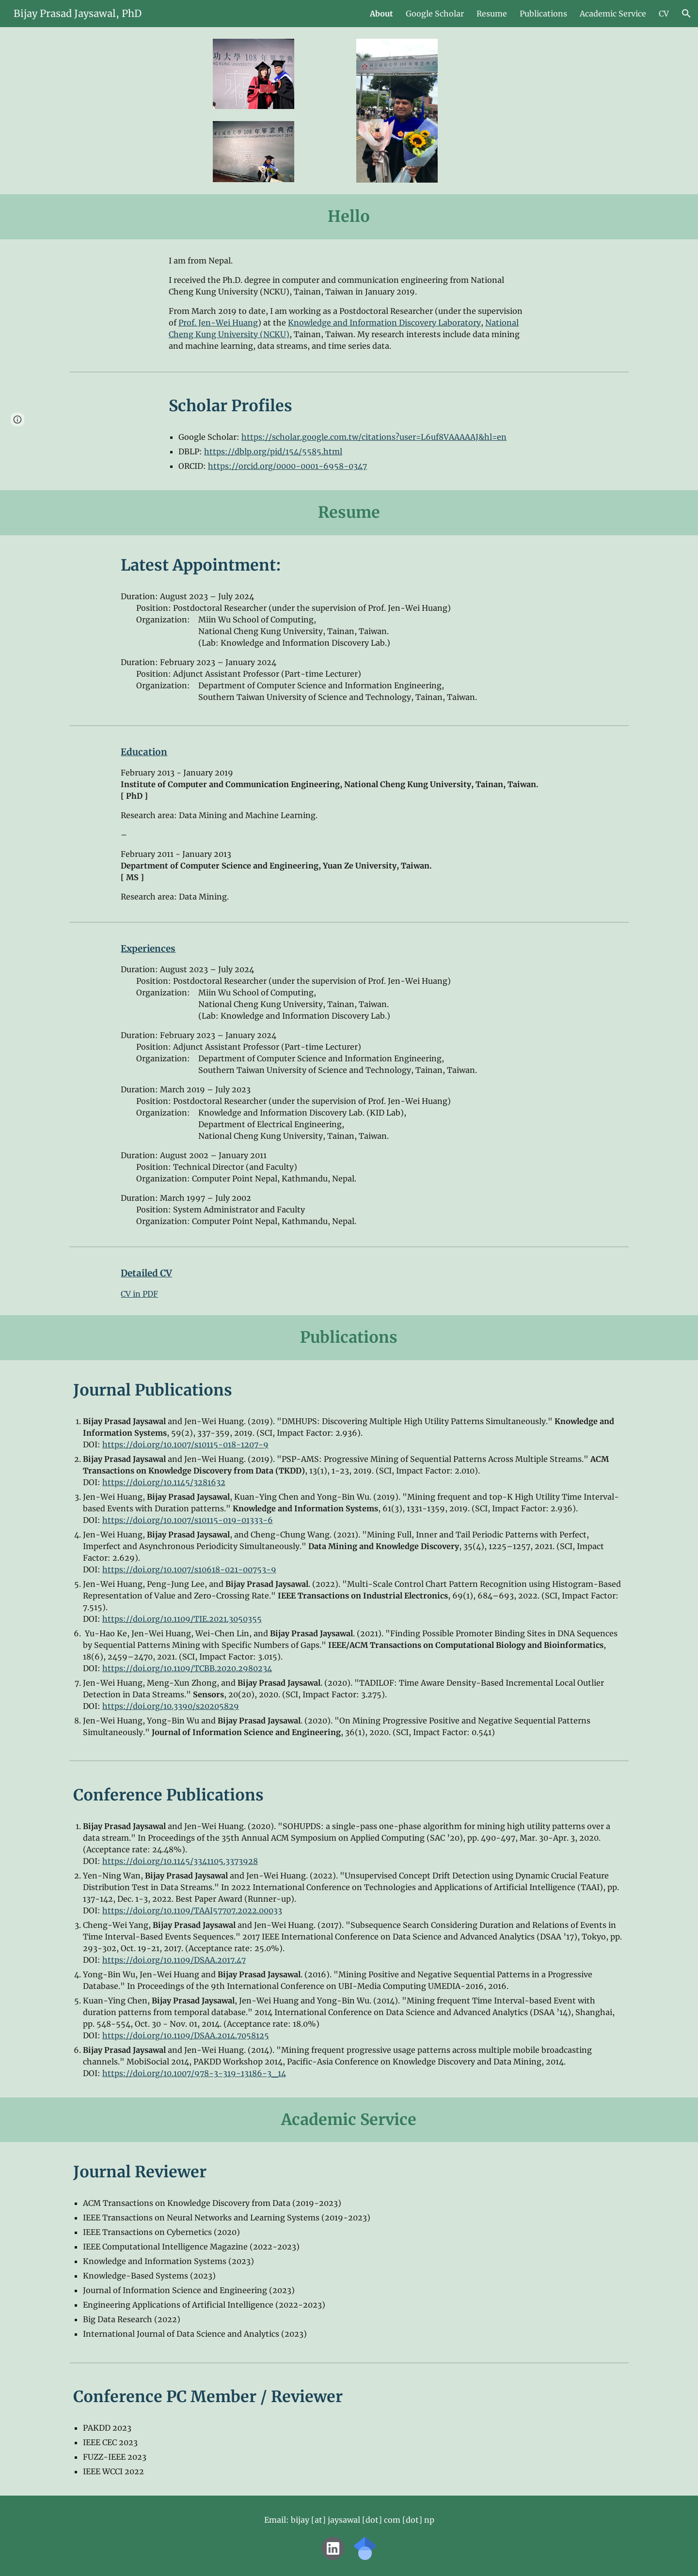 Bijay Prasad Jaysawal, PhD
About Google Scholar Resume Publications Academic Service CV
Hello
I am from Nepal.
I received the Ph.D. degree in computer and communication engineering from National
Cheng Kung University (NCKU), Tainan, Taiwan in January 2019.
From March 2019 to date, I am working as a Postdoctoral Researcher (under the supervision
of Prof. Jen-Wei Huang) at the Knowledge and Information Discovery Laboratory, National
Cheng Kung University (NCKU), Tainan, Taiwan. My research interests include data mining
and machine learning, data streams, and time series data.
Scholar Profiles
▪ Google Scholar: https://scholar.google.com.tw/citations?user=L6uf8VAAAAAJ&hl=en
▪ DBLP: https://dblp.org/pid/154/5585.html
▪ ORCID: https://orcid.org/0000-0001-6958-0347
Resume
Latest Appointment:
Duration: August 2023 – July 2024
Position: Postdoctoral Researcher (under the supervision of Prof. Jen-Wei Huang)
Organization: Miin Wu School of Computing,
National Cheng Kung University, Tainan, Taiwan.
(Lab: Knowledge and Information Discovery Lab.)
Duration: February 2023 – January 2024
Position: Adjunct Assistant Professor (Part-time Lecturer)
Organization: Department of Computer Science and Information Engineering,
Southern Taiwan University of Science and Technology, Tainan, Taiwan.
Education
February 2013 - January 2019
Institute of Computer and Communication Engineering, National Cheng Kung University, Tainan, Taiwan.
[ PhD ]
Research area: Data Mining and Machine Learning.
–
February 2011 - January 2013
Department of Computer Science and Engineering, Yuan Ze University, Taiwan.
[ MS ]
Research area: Data Mining.
Experiences
Duration: August 2023 – July 2024
Position: Postdoctoral Researcher (under the supervision of Prof. Jen-Wei Huang)
Organization: Miin Wu School of Computing,
National Cheng Kung University, Tainan, Taiwan.
(Lab: Knowledge and Information Discovery Lab.)
Duration: February 2023 – January 2024
Position: Adjunct Assistant Professor (Part-time Lecturer)
Organization: Department of Computer Science and Information Engineering,
Southern Taiwan University of Science and Technology, Tainan, Taiwan.
Duration: March 2019 – July 2023
Position: Postdoctoral Researcher (under the supervision of Prof. Jen-Wei Huang)
Organization: Knowledge and Information Discovery Lab. (KID Lab),
Department of Electrical Engineering,
National Cheng Kung University, Tainan, Taiwan.
Duration: August 2002 – January 2011
Position: Technical Director (and Faculty)
Organization: Computer Point Nepal, Kathmandu, Nepal.
Duration: March 1997 – July 2002
Position: System Administrator and Faculty
Organization: Computer Point Nepal, Kathmandu, Nepal.
Detailed CV
CV in PDF
Publications
Journal Publications
1. Bijay Prasad Jaysawal and Jen-Wei Huang. (2019). "DMHUPS: Discovering Multiple High Utility Patterns Simultaneously." Knowledge and
Information Systems, 59(2), 337-359, 2019. (SCI, Impact Factor: 2.936).
DOI: https://doi.org/10.1007/s10115-018-1207-9
2. Bijay Prasad Jaysawal and Jen-Wei Huang. (2019). "PSP-AMS: Progressive Mining of Sequential Patterns Across Multiple Streams." ACM
Transactions on Knowledge Discovery from Data (TKDD), 13(1), 1-23, 2019. (SCI, Impact Factor: 2.010).
DOI: https://doi.org/10.1145/3281632
3. Jen-Wei Huang, Bijay Prasad Jaysawal, Kuan-Ying Chen and Yong-Bin Wu. (2019). "Mining frequent and top-K High Utility Time Interval-
based Events with Duration patterns." Knowledge and Information Systems, 61(3), 1331-1359, 2019. (SCI, Impact Factor: 2.936).
DOI: https://doi.org/10.1007/s10115-019-01333-6
4. Jen-Wei Huang, Bijay Prasad Jaysawal, and Cheng-Chung Wang. (2021). "Mining Full, Inner and Tail Periodic Patterns with Perfect,
Imperfect and Asynchronous Periodicity Simultaneously." Data Mining and Knowledge Discovery, 35(4), 1225–1257, 2021. (SCI, Impact
Factor: 2.629).
DOI: https://doi.org/10.1007/s10618-021-00753-9
5. Jen-Wei Huang, Peng-Jung Lee, and Bijay Prasad Jaysawal. (2022). "Multi-Scale Control Chart Pattern Recognition using Histogram-Based
Representation of Value and Zero-Crossing Rate." IEEE Transactions on Industrial Electronics, 69(1), 684–693, 2022. (SCI, Impact Factor:
7.515).
DOI: https://doi.org/10.1109/TIE.2021.3050355
6. Yu-Hao Ke, Jen-Wei Huang, Wei-Chen Lin, and Bijay Prasad Jaysawal. (2021). "Finding Possible Promoter Binding Sites in DNA Sequences
by Sequential Patterns Mining with Specific Numbers of Gaps." IEEE/ACM Transactions on Computational Biology and Bioinformatics,
18(6), 2459–2470, 2021. (SCI, Impact Factor: 3.015).
DOI: https://doi.org/10.1109/TCBB.2020.2980234
7. Jen-Wei Huang, Meng-Xun Zhong, and Bijay Prasad Jaysawal. (2020). "TADILOF: Time Aware Density-Based Incremental Local Outlier
Detection in Data Streams." Sensors, 20(20), 2020. (SCI, Impact Factor: 3.275).
DOI: https://doi.org/10.3390/s20205829
8. Jen-Wei Huang, Yong-Bin Wu and Bijay Prasad Jaysawal. (2020). "On Mining Progressive Positive and Negative Sequential Patterns
Simultaneously." Journal of Information Science and Engineering, 36(1), 2020. (SCI, Impact Factor: 0.541)
Conference Publications
1. Bijay Prasad Jaysawal and Jen-Wei Huang. (2020). "SOHUPDS: a single-pass one-phase algorithm for mining high utility patterns over a
data stream." In Proceedings of the 35th Annual ACM Symposium on Applied Computing (SAC '20), pp. 490-497, Mar. 30-Apr. 3, 2020.
(Acceptance rate: 24.48%).
DOI: https://doi.org/10.1145/3341105.3373928
2. Yen-Ning Wan, Bijay Prasad Jaysawal and Jen-Wei Huang. (2022). "Unsupervised Concept Drift Detection using Dynamic Crucial Feature
Distribution Test in Data Streams." In 2022 International Conference on Technologies and Applications of Artificial Intelligence (TAAI), pp.
137-142, Dec. 1-3, 2022. Best Paper Award (Runner-up).
DOI: https://doi.org/10.1109/TAAI57707.2022.00033
3. Cheng-Wei Yang, Bijay Prasad Jaysawal and Jen-Wei Huang. (2017). "Subsequence Search Considering Duration and Relations of Events in
Time Interval-Based Events Sequences." 2017 IEEE International Conference on Data Science and Advanced Analytics (DSAA '17), Tokyo, pp.
293-302, Oct. 19-21, 2017. (Acceptance rate: 25.0%).
DOI: https://doi.org/10.1109/DSAA.2017.47
4. Yong-Bin Wu, Jen-Wei Huang and Bijay Prasad Jaysawal. (2016). "Mining Positive and Negative Sequential Patterns in a Progressive
Database." In Proceedings of the 9th International Conference on UBI-Media Computing UMEDIA-2016, 2016.
5. Kuan-Ying Chen, Bijay Prasad Jaysawal, Jen-Wei Huang and Yong-Bin Wu. (2014). "Mining frequent Time Interval-based Event with
duration patterns from temporal database." 2014 International Conference on Data Science and Advanced Analytics (DSAA '14), Shanghai,
pp. 548-554, Oct. 30 - Nov. 01, 2014. (Acceptance rate: 18.0%)
DOI: https://doi.org/10.1109/DSAA.2014.7058125
6. Bijay Prasad Jaysawal and Jen-Wei Huang. (2014). "Mining frequent progressive usage patterns across multiple mobile broadcasting
channels." MobiSocial 2014, PAKDD Workshop 2014, Pacific-Asia Conference on Knowledge Discovery and Data Mining, 2014.
DOI: https://doi.org/10.1007/978-3-319-13186-3_14
Academic Service
Journal Reviewer
▪ ACM Transactions on Knowledge Discovery from Data (2019-2023)
▪ IEEE Transactions on Neural Networks and Learning Systems (2019-2023)
▪ IEEE Transactions on Cybernetics (2020)
▪ IEEE Computational Intelligence Magazine (2022-2023)
▪ Knowledge and Information Systems (2023)
▪ Knowledge-Based Systems (2023)
▪ Journal of Information Science and Engineering (2023)
▪ Engineering Applications of Artificial Intelligence (2022-2023)
▪ Big Data Research (2022)
▪ International Journal of Data Science and Analytics (2023)
Conference PC Member / Reviewer
▪ PAKDD 2023
▪ IEEE CEC 2023
▪ FUZZ-IEEE 2023
▪ IEEE WCCI 2022
Email: bijay [at] jaysawal [dot] com [dot] np